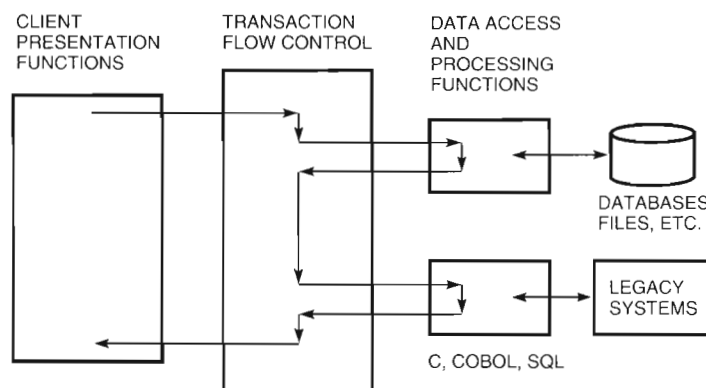 CLIENT
PRESENTATION
FUNCTIONS
TRANSACTION
FLOW CONTROL
DATA ACCESS
AND
PROCESSING
FUNCTIONS
DATABASES
FILES, ETC.
LEGACY
SYSTEMS
C, COBOL, SQL